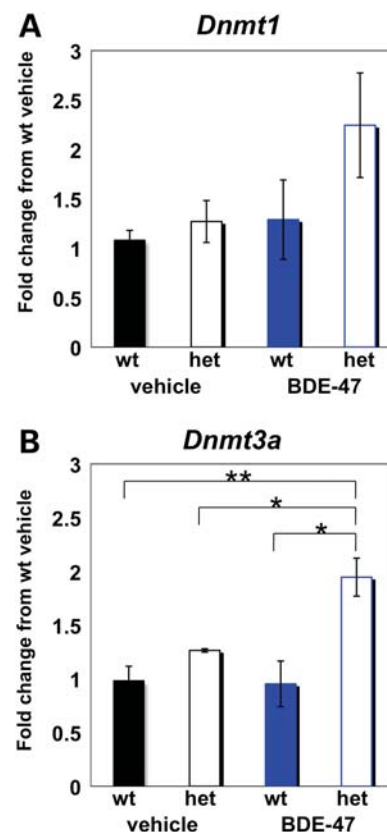 A
Dnmt1
Fold change from wt vehicle
3
2.5
2
1.5
1
0.5
0
wt het wt het
vehicle BDE-47
B
Dnmt3a
Fold change from wt vehicle
3
2.5
2
1.5
1
0.5
0
**
*
*
wt het wt het
vehicle BDE-47